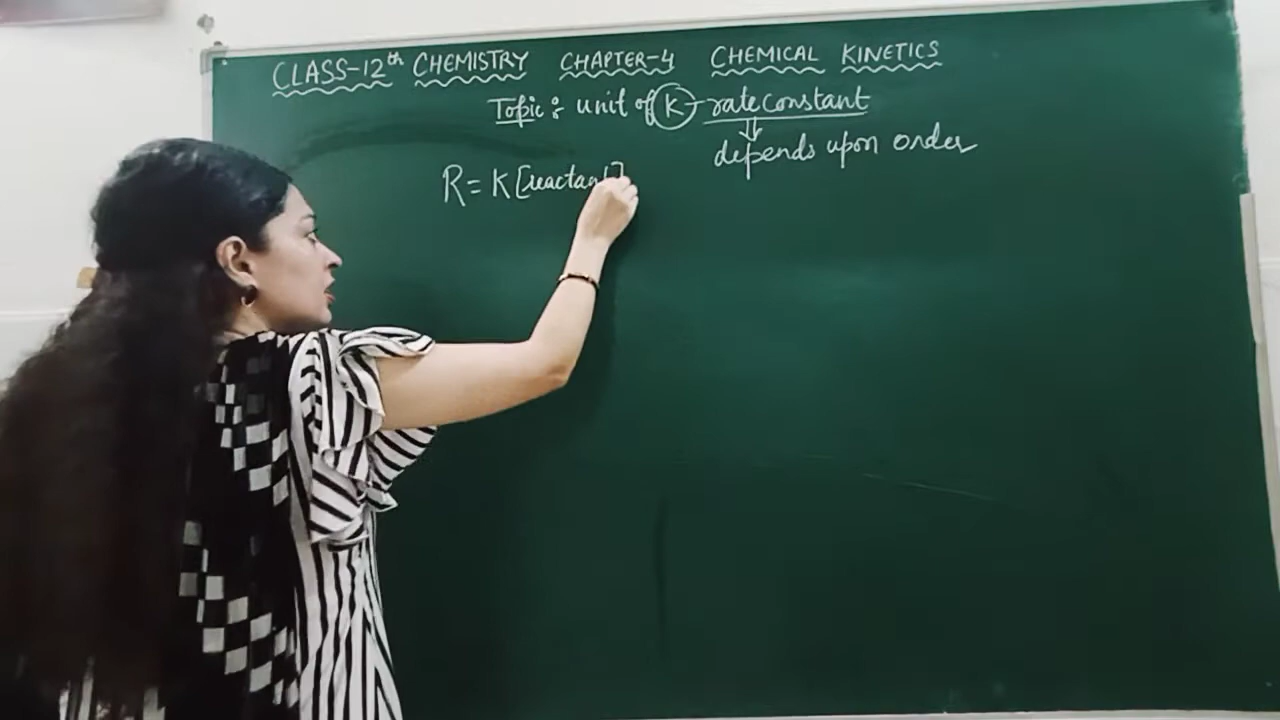 CLASS-12th CHEMISTRY CHAPTER-4 CHEMICAL KINETICS
Topic : unit of K - rate constant
⇓
depends upon order
R = K[reactant]